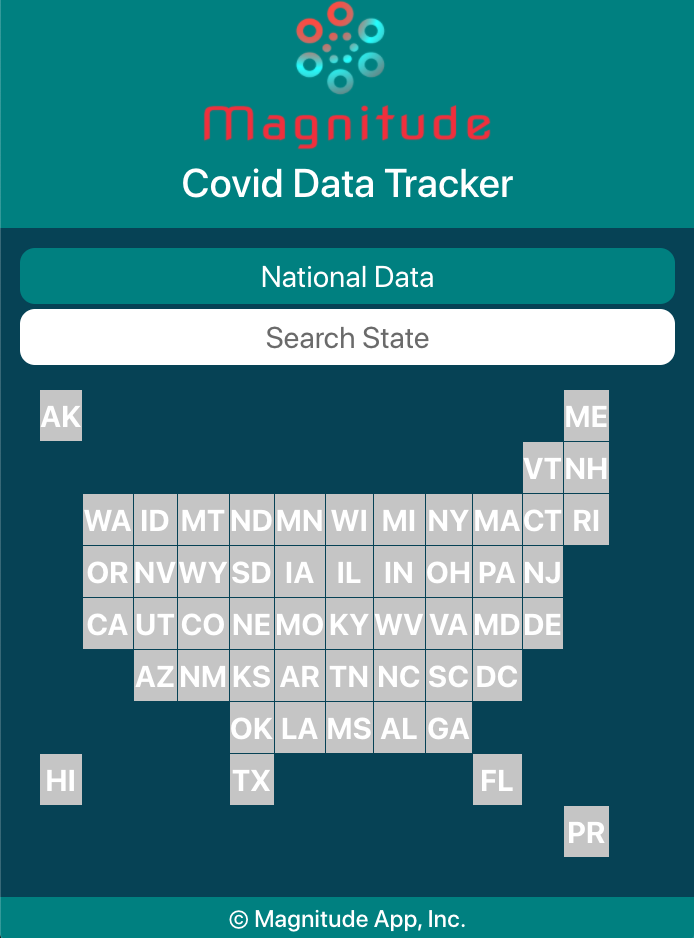 Magnitude
Covid Data Tracker
National Data
Search State
AK ME
VT NH
WA ID MT ND MN WI MI NY MA CT RI
OR NV WY SD IA IL IN OH PA NJ
CA UT CO NE MO KY WV VA MD DE
AZ NM KS AR TN NC SC DC
OK LA MS AL GA
HI TX FL
PR
© Magnitude App, Inc.